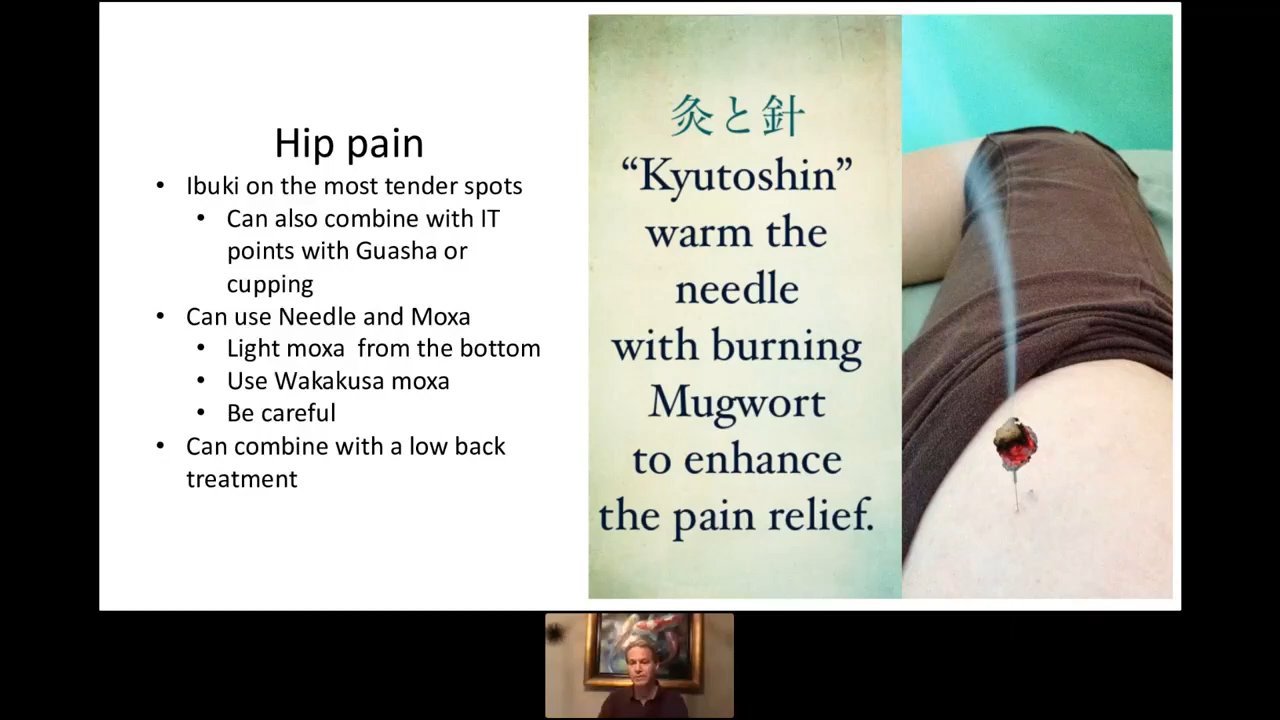 Hip pain
• Ibuki on the most tender spots
• Can also combine with IT
points with Guasha or
cupping
• Can use Needle and Moxa
• Light moxa from the bottom
• Use Wakakusa moxa
• Be careful
• Can combine with a low back
treatment
灸と針
“Kyutoshin”
warm the
needle
with burning
Mugwort
to enhance
the pain relief.